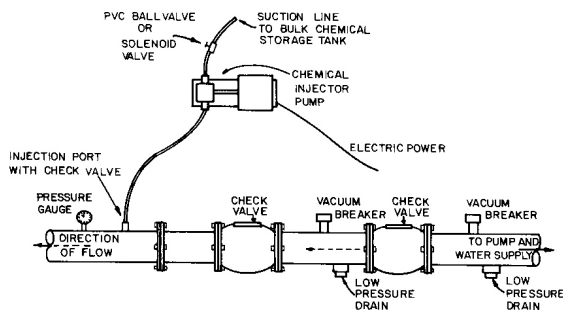 PVC BALL VALVE
OR
SOLENOID
VALVE
SUCTION LINE
TO BULK CHEMICAL
STORAGE TANK
CHEMICAL
INJECTOR
PUMP
ELECTRIC POWER
INJECTION PORT
WITH CHECK VALVE
PRESSURE
GAUGE
CHECK
VALVE
VACUUM
BREAKER
CHECK
VALVE
VACUUM
BREAKER
DIRECTION
OF FLOW
TO PUMP AND
WATER SUPPLY
LOW
PRESSURE
DRAIN
LOW
PRESSURE
DRAIN